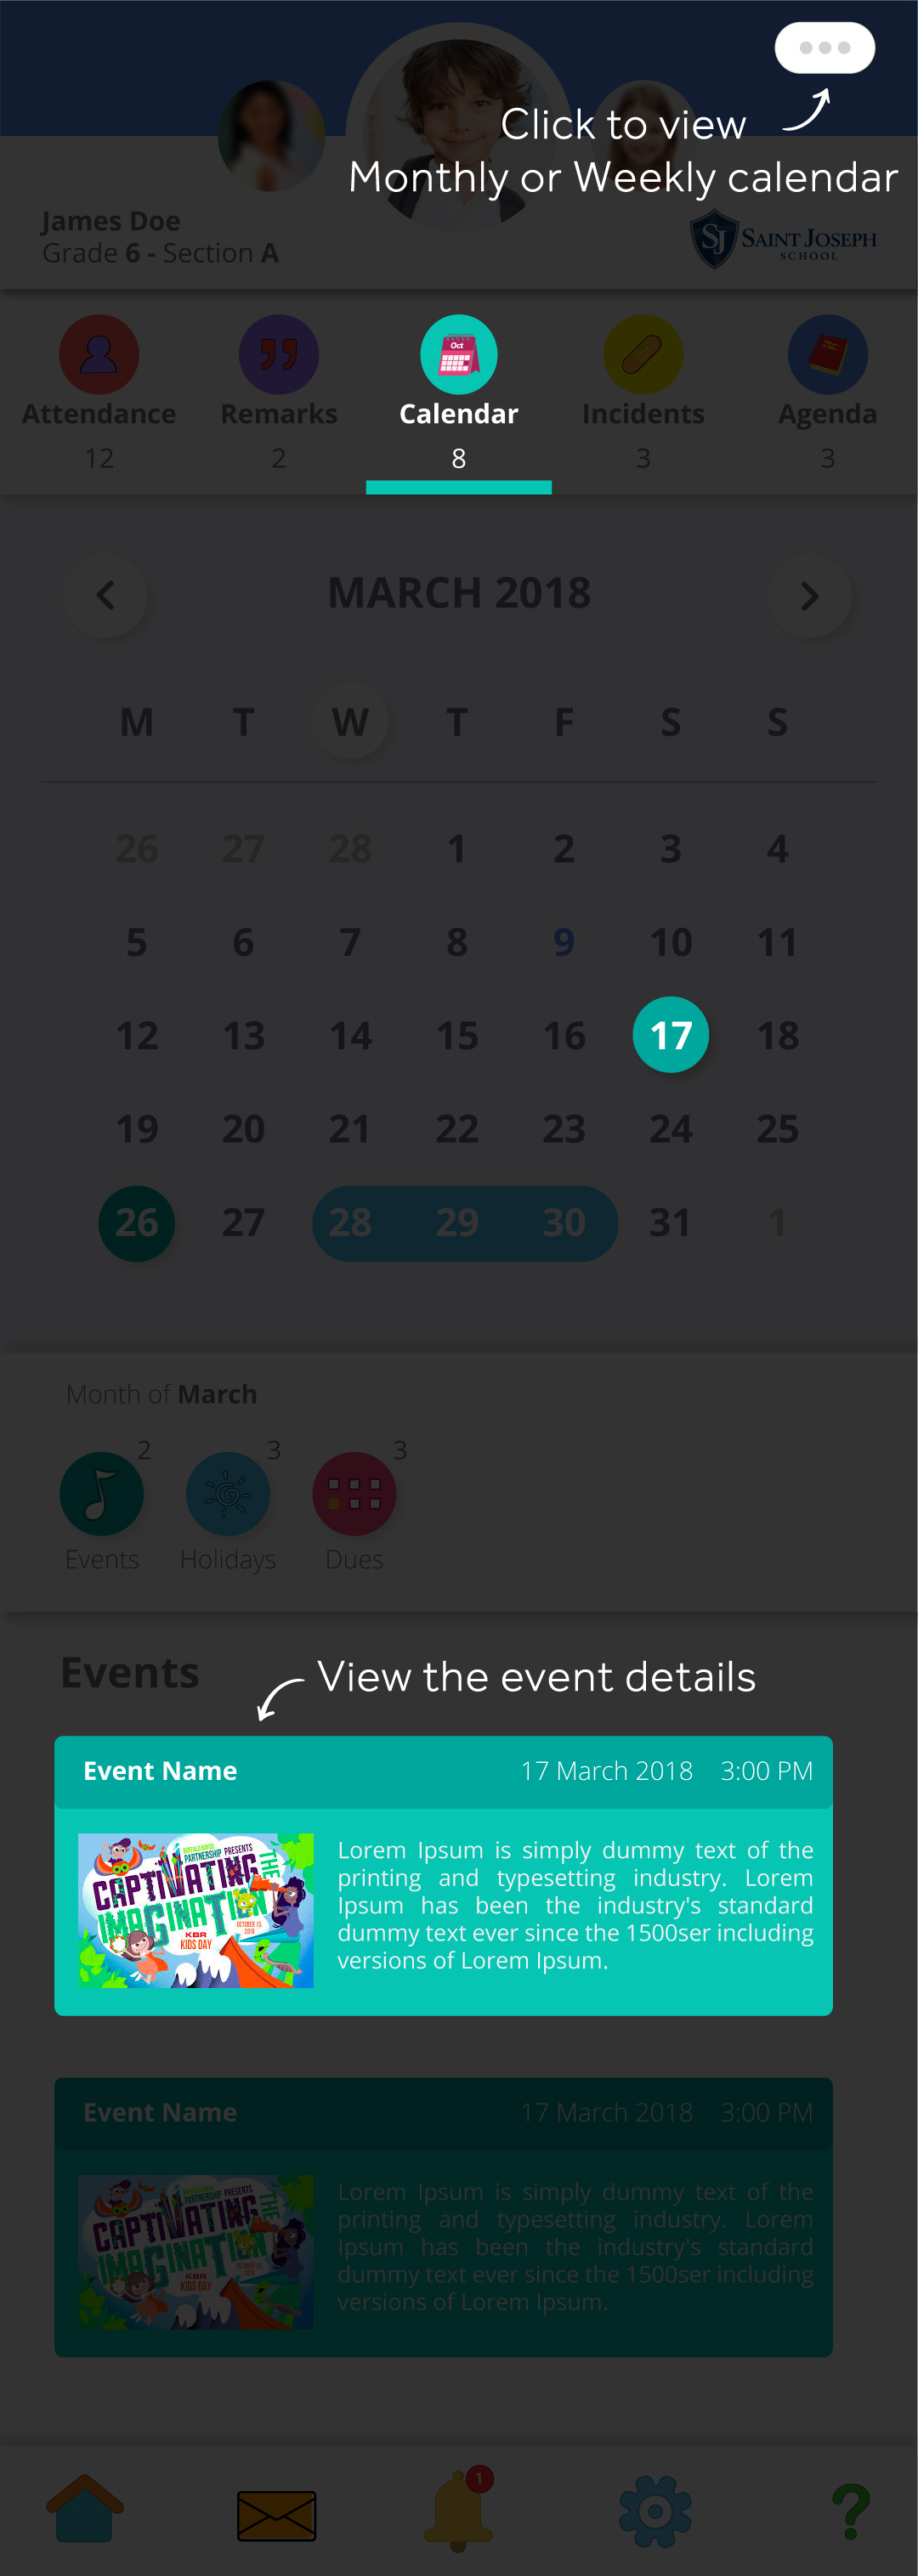 Click to view
Monthly or Weekly calendar
James Doe
Grade 6 - Section A
SJ SAINT JOSEPH
SCHOOL
Oct
Attendance Remarks Calendar Incidents Agenda
12 2 8 3 3
MARCH 2018
M T W T F S S
26 27 28 1 2 3 4
5 6 7 8 9 10 11
12 13 14 15 16 17 18
19 20 21 22 23 24 25
26 27 28 29 30 31 1
Month of March
2 3 3
Events Holidays Dues
Events
View the event details
Event Name 17 March 2018 3:00 PM
PARTNERSHIP PRESENTS
CAPTIVATING
THE
IMAGINATION
OCTOBER 15,
2018
KBR
KIDS DAY
Lorem Ipsum is simply dummy text of the
printing and typesetting industry. Lorem
Ipsum has been the industry's standard
dummy text ever since the 1500ser including
versions of Lorem Ipsum.
Event Name 17 March 2018 3:00 PM
PARTNERSHIP PRESENTS
CAPTIVATING
THE
IMAGINATION
KBR
KIDS DAY
Lorem Ipsum is simply dummy text of the
printing and typesetting industry. Lorem
Ipsum has been the industry's standard
dummy text ever since the 1500ser including
versions of Lorem Ipsum.
1
?